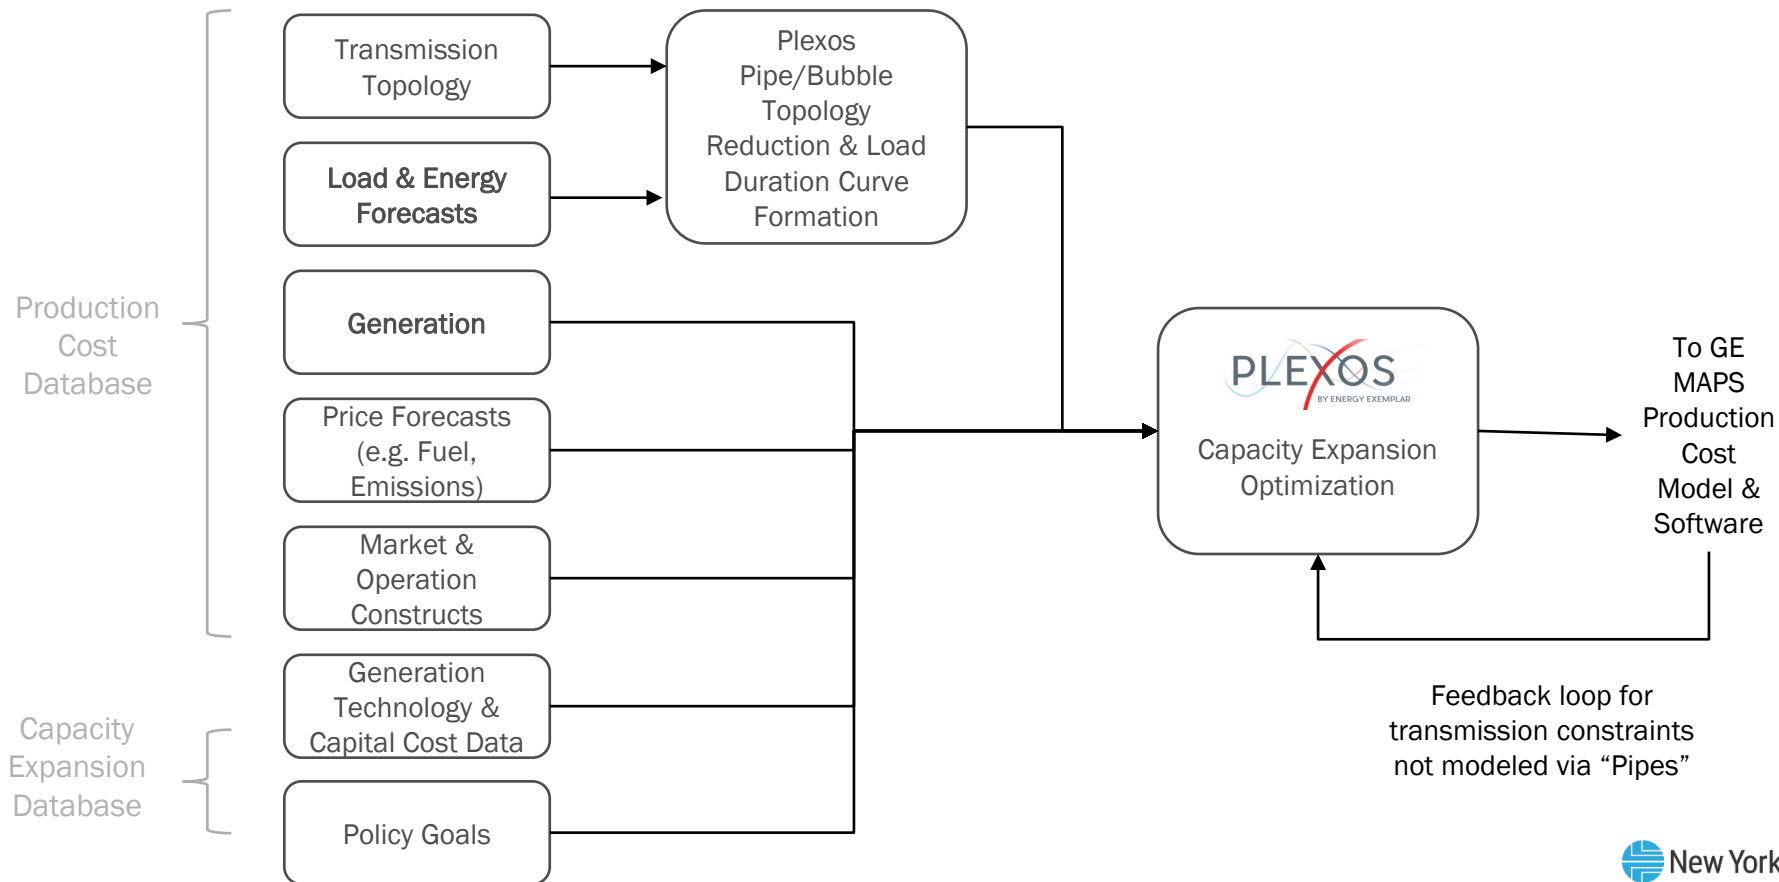 Production
Cost
Database
Capacity
Expansion
Database
Transmission
Topology
Load & Energy
Forecasts
Generation
Price Forecasts
(e.g. Fuel,
Emissions)
Market &
Operation
Constructs
Generation
Technology &
Capital Cost Data
Policy Goals
Plexos
Pipe/Bubble
Topology
Reduction & Load
Duration Curve
Formation
PLEXOS
BY ENERGY EXEMPLAR
Capacity Expansion
Optimization
To GE
MAPS
Production
Cost
Model &
Software
Feedback loop for
transmission constraints
not modeled via “Pipes”
New York